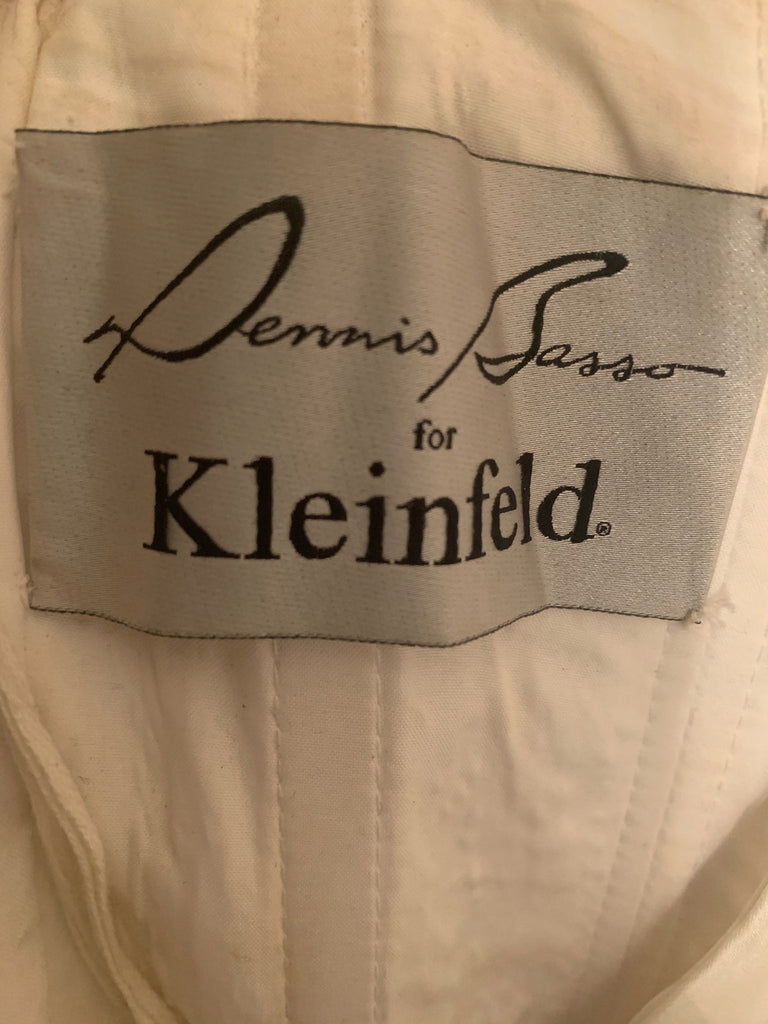 Dennis Basso
for
Kleinfeld®